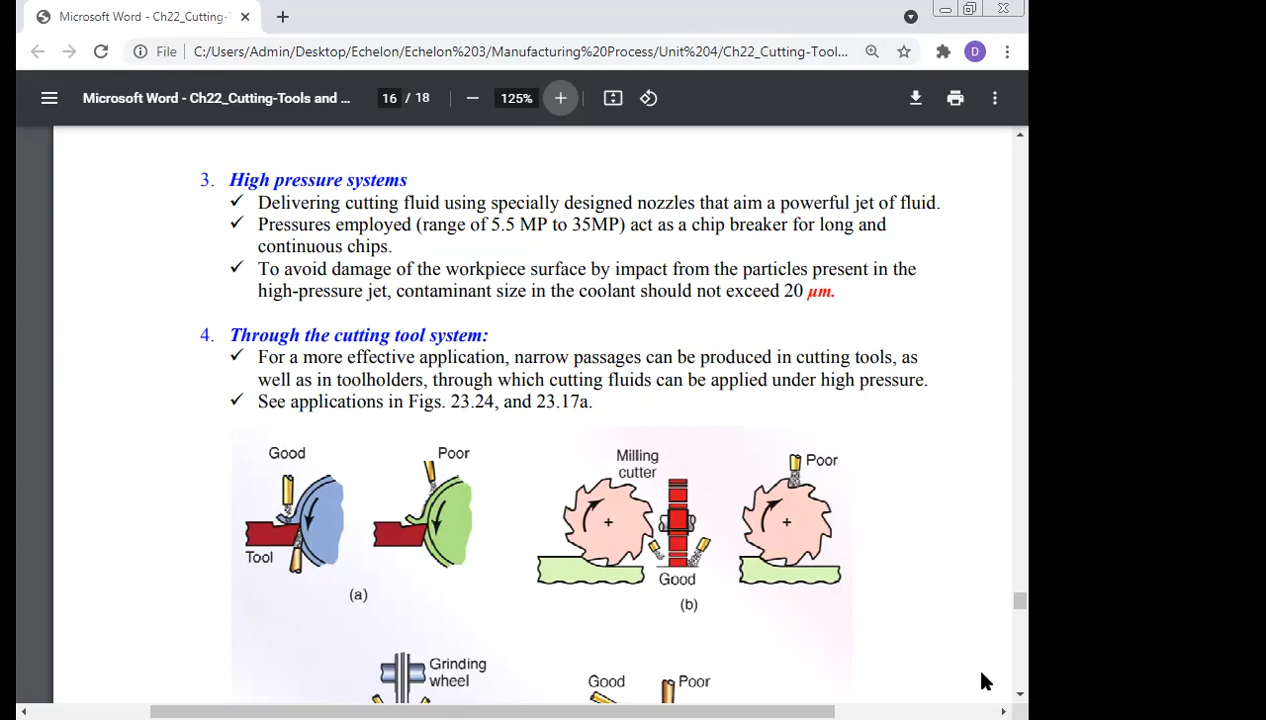 Microsoft Word - Ch22_Cutting-T
File C:/Users/Admin/Desktop/Echelon/Echelon%203/Manufacturing%20Process/Unit%204/Ch22_Cutting-Tool...
D
Microsoft Word - Ch22_Cutting-Tools and ...
16 / 18
125%
3. High pressure systems
✓ Delivering cutting fluid using specially designed nozzles that aim a powerful jet of fluid.
✓ Pressures employed (range of 5.5 MP to 35MP) act as a chip breaker for long and
continuous chips.
✓ To avoid damage of the workpiece surface by impact from the particles present in the
high-pressure jet, contaminant size in the coolant should not exceed 20 μm.
4. Through the cutting tool system:
✓ For a more effective application, narrow passages can be produced in cutting tools, as
well as in toolholders, through which cutting fluids can be applied under high pressure.
✓ See applications in Figs. 23.24, and 23.17a.
Good
Poor
Tool
(a)
Milling
cutter
Poor
Good
(b)
Grinding
wheel
Good
Poor